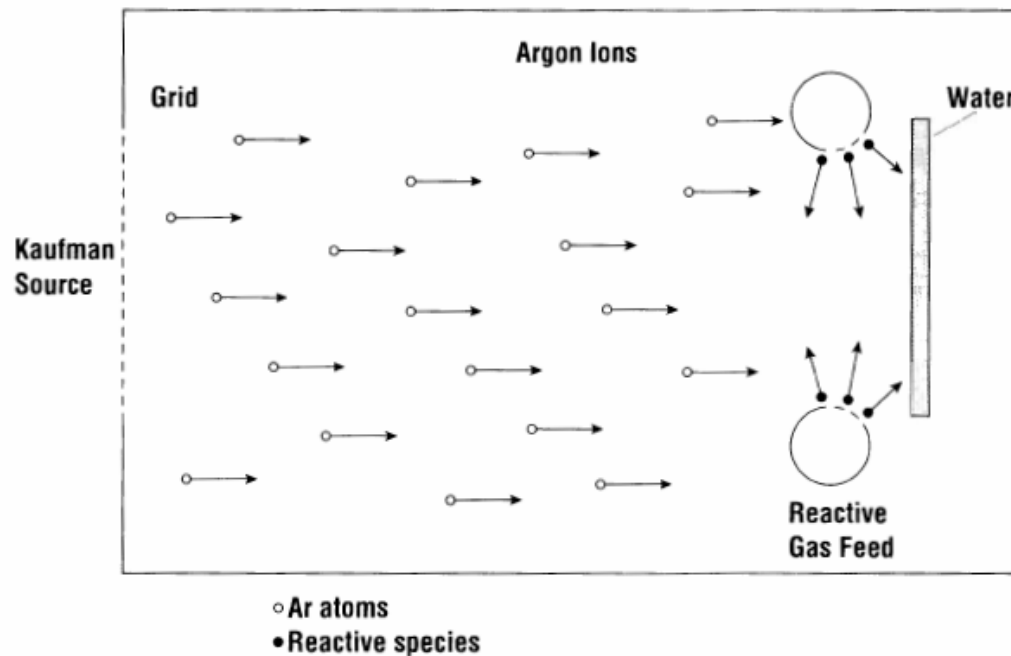 Argon Ions
Grid
Water
Kaufman
Source
Reactive
Gas Feed
Ar atoms
Reactive species